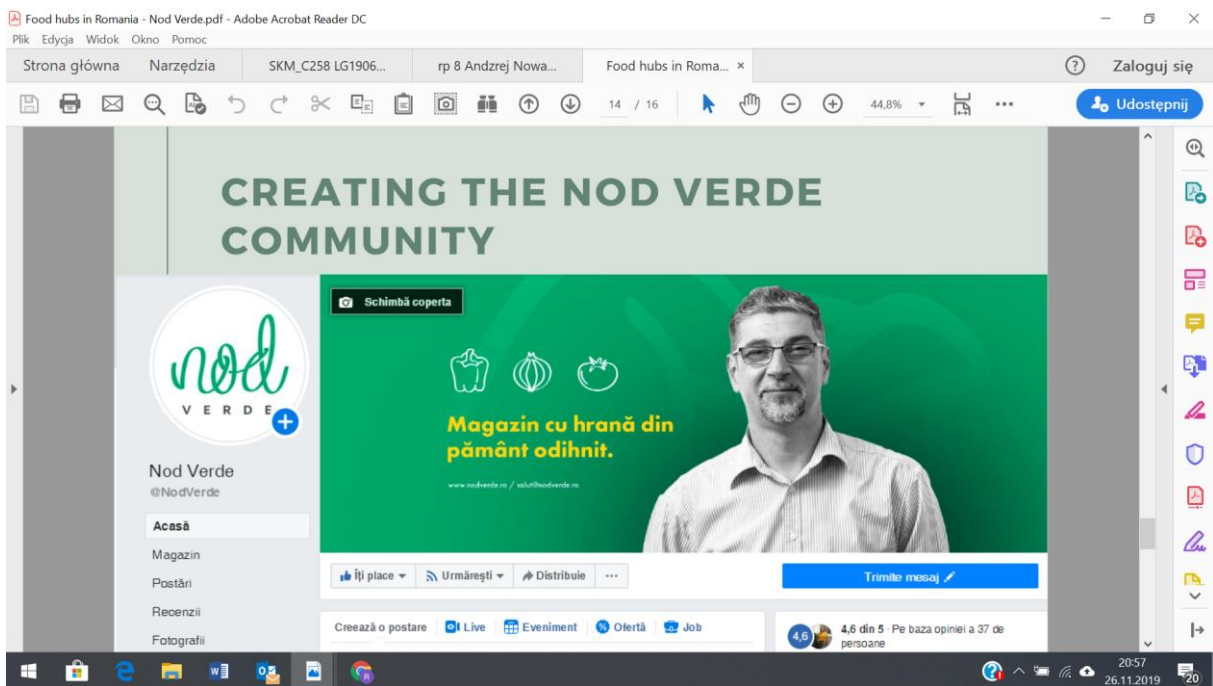 Food hubs in Romania - Nod Verde.pdf - Adobe Acrobat Reader DC
Plik Edycja Widok Okno Pomoc
Strona główna Narzędzia SKM_C258 LG1906... rp 8 Andzrej Nowa... Food hubs in Roma... × Zaloguj się
14 / 16 44,8% Udostępnij
CREATING THE NOD VERDE
COMMUNITY
Schimbă coperta
nod
VERDE
Magazin cu hrană din
pământ odihnit.
www.nodverde.ro / salut@nodverde.ro
Nod Verde
@NodVerde
Acasă
Magazin
Postări
Recenzii
Fotografii
Îți place Urmărești Distribuie ... Trimite mesaj
Creează o postare Live Eveniment Ofertă Job
4,6 4,6 din 5 · Pe baza opiniei a 37 de
persoane
20:57
26.11.2019 20